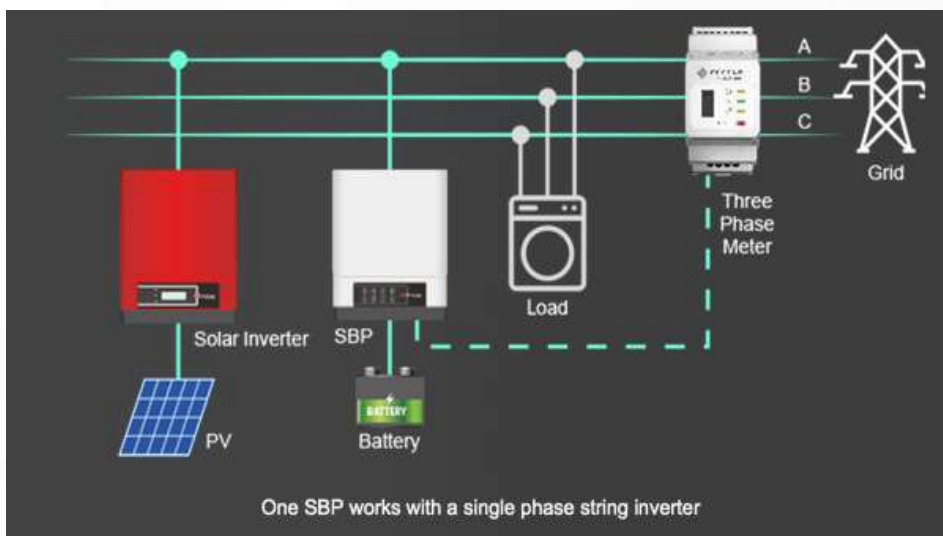 A
B
C
Grid
Three
Phase
Meter
Load
Solar Inverter
SBP
BATTERY
PV
Battery
One SBP works with a single phase string inverter